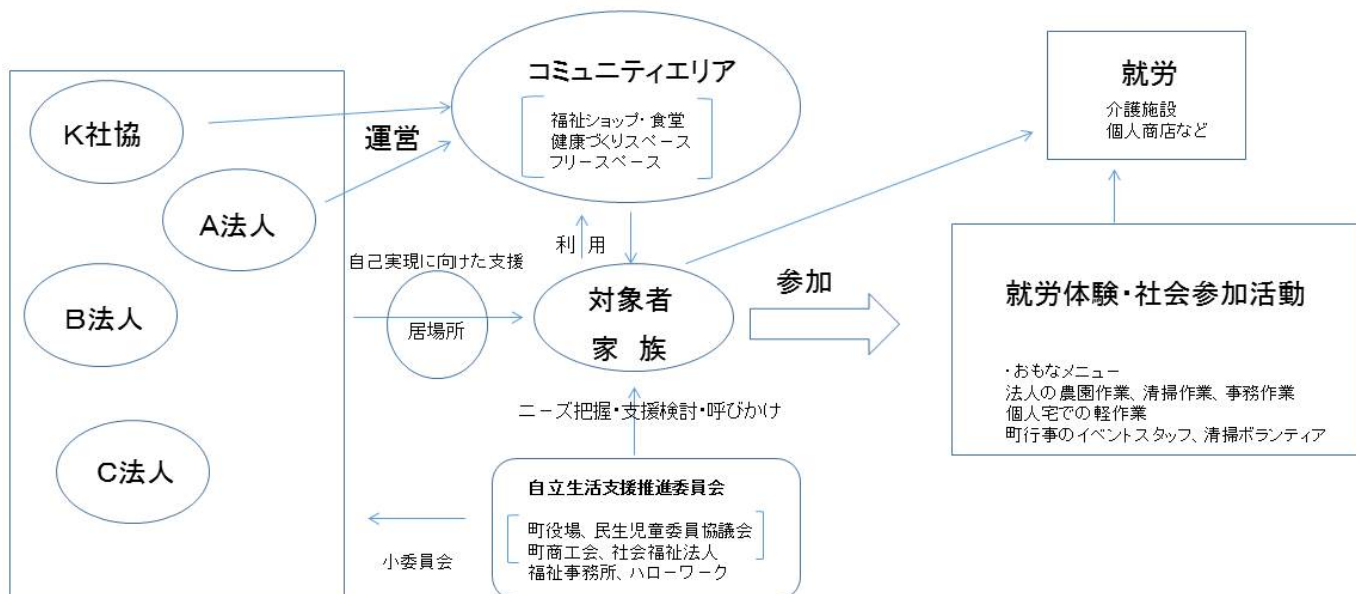 K社協
A法人
B法人
C法人
運営
コミュニティエリア
福祉ショップ・食堂
健康づくりスペース
フリースペース
利 用
自己実現に向けた支援
居場所
対象者
家 族
参加
就労
介護施設
個人商店など
就労体験・社会参加活動
・おもなメニュー
法人の農園作業、清掃作業、事務作業
個人宅での軽作業
町行事のイベントスタッフ、清掃ボランティア
ニーズ把握・支援検討・呼びかけ
自立生活支援推進委員会
町役場、民生児童委員協議会
町商工会、社会福祉法人
福祉事務所、ハローワーク
小委員会